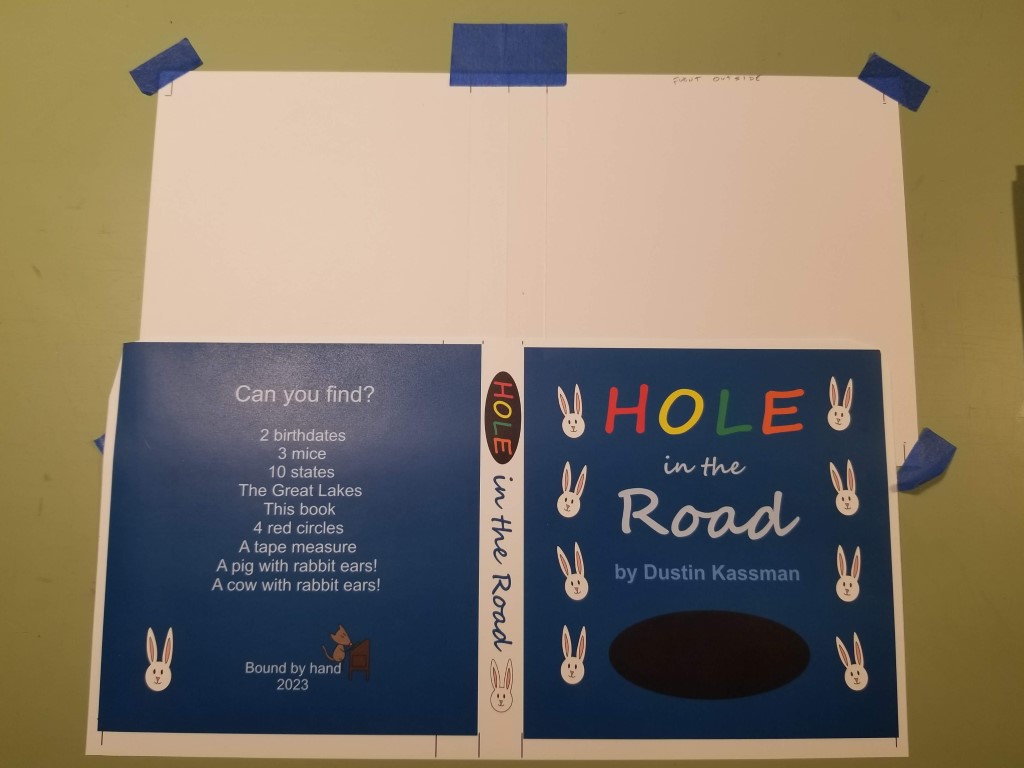 front outside
Can you find?
2 birthdates
3 mice
10 states
The Great Lakes
This book
4 red circles
A tape measure
A pig with rabbit ears!
A cow with rabbit ears!
Bound by hand
2023
HOLE in the Road
HOLE
in the
Road
by Dustin Kassman